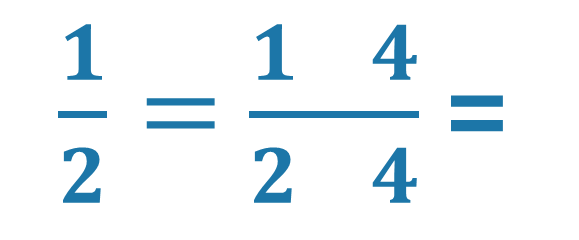 1 = 1 4 =
2 2 4